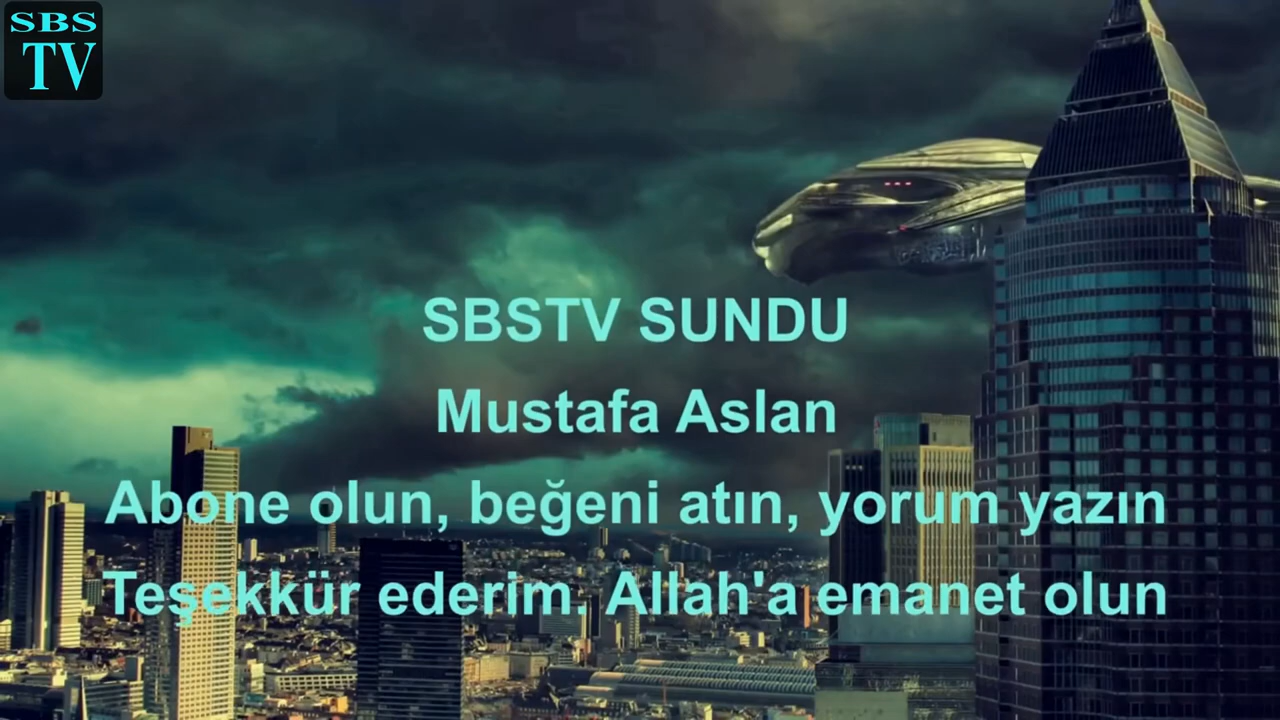 SBS
TV
SBSTV SUNDU
Mustafa Aslan
Abone olun, beğeni atın, yorum yazın
Teşekkür ederim. Allah'a emanet olun